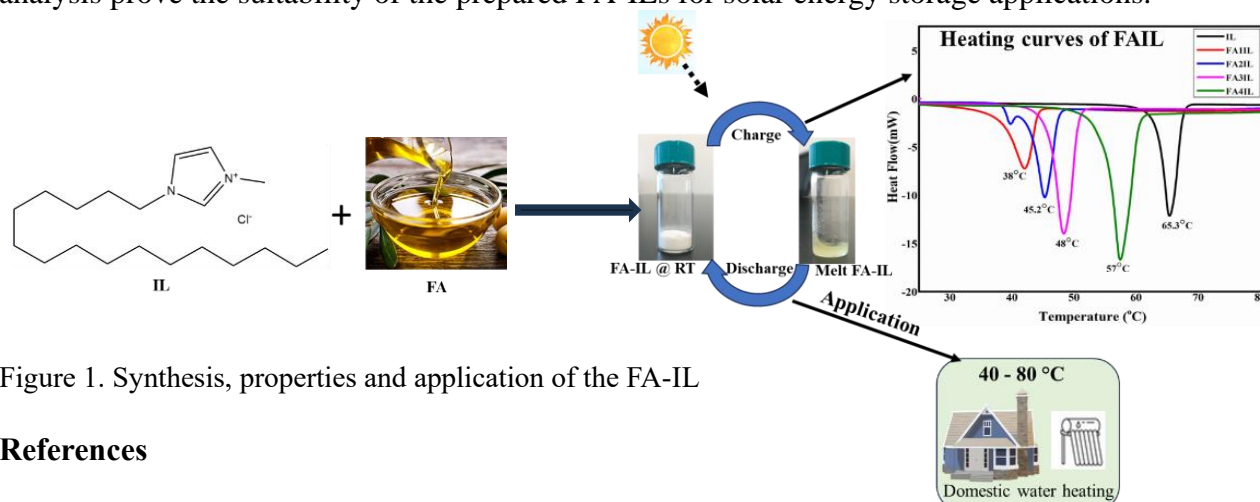 analysis prove the suitability of the prepared FA-ILs for solar energy storage applications.
Heating curves of FAIL
IL
FA1IL
FA2IL
FA3IL
FA4IL
5
0
-5
-10
-15
-20
Heat Flow(mW)
38°C
45.2°C
48°C
57°C
65.3°C
30 40 50 60 70 80
Temperature (°C)
Charge
N
N⁺
Cl⁻
+
IL
FA
FA-IL @ RT
Discharge
Melt FA-IL
Application
Figure 1. Synthesis, properties and application of the FA-IL
40 - 80 °C
Domestic water heating
References